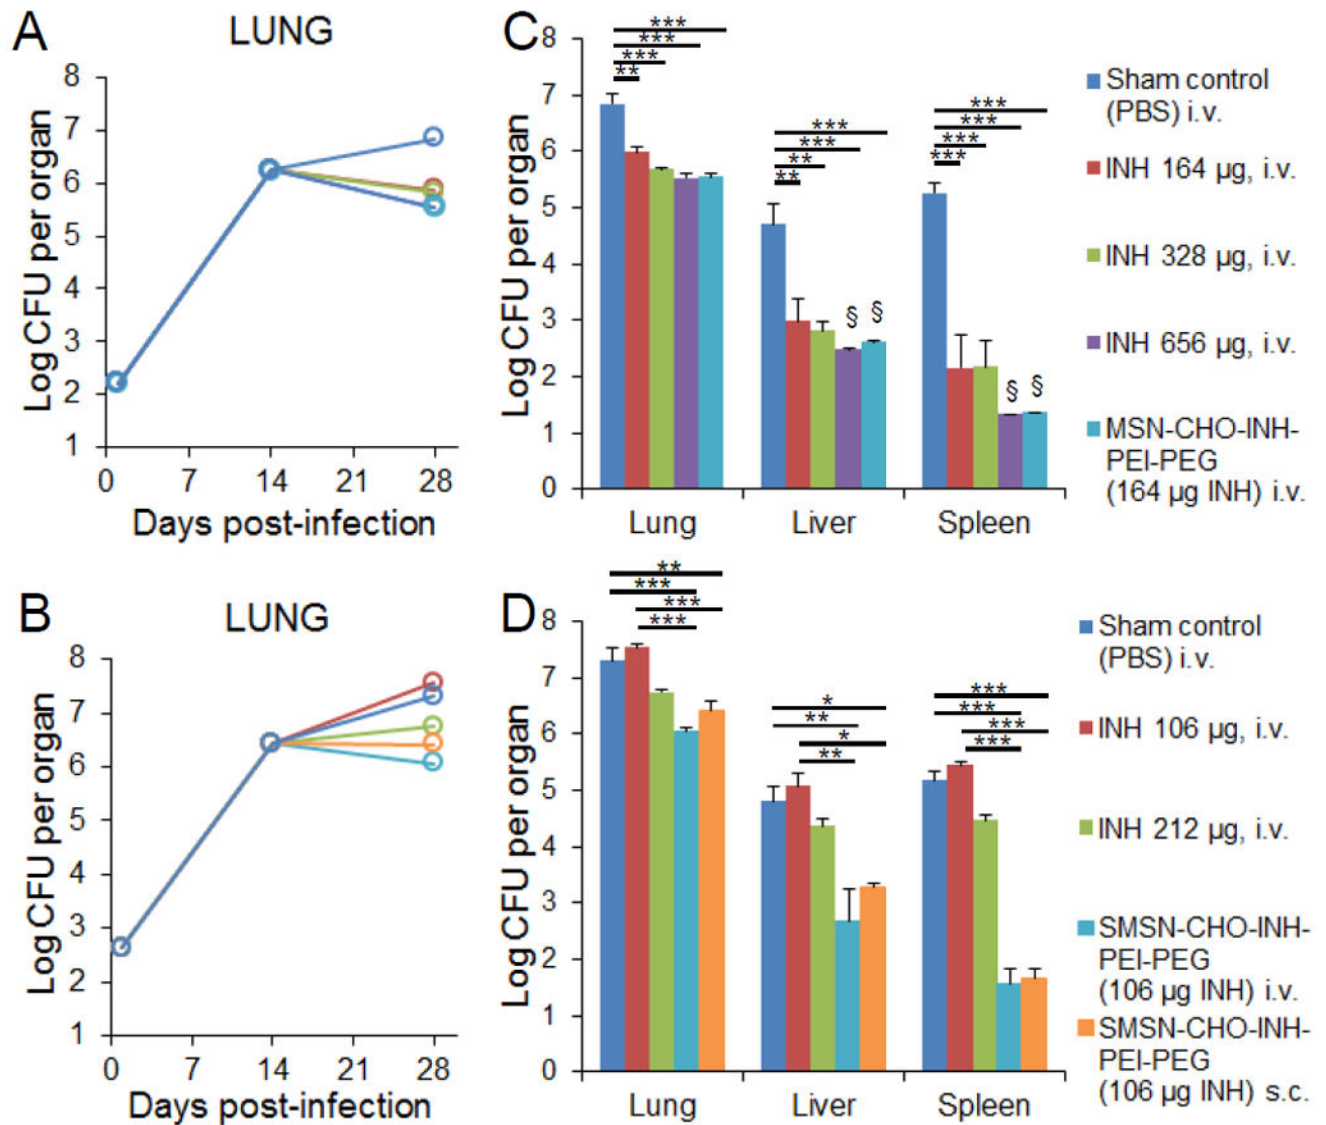 A
LUNG
8
7
6
5
4
3
2
1
0
7
14
21
28
Log CFU per organ
Days post-infection
C
8
7
6
5
4
3
2
1
0
Log CFU per organ
***
***
***
**
***
***
**
**
§
§
***
***
***
***
§
§
Lung
Liver
Spleen
Sham control
(PBS) i.v.
INH 164 µg, i.v.
INH 328 µg, i.v.
INH 656 µg, i.v.
MSN-CHO-INH-
PEI-PEG
(164 µg INH) i.v.
B
LUNG
8
7
6
5
4
3
2
1
0
7
14
21
28
Log CFU per organ
Days post-infection
D
8
7
6
5
4
3
2
1
0
Log CFU per organ
**
***
***
***
*
**
*
**
***
***
***
***
Lung
Liver
Spleen
Sham control
(PBS) i.v.
INH 106 µg, i.v.
INH 212 µg, i.v.
SMSN-CHO-INH-
PEI-PEG
(106 µg INH) i.v.
SMSN-CHO-INH-
PEI-PEG
(106 µg INH) s.c.